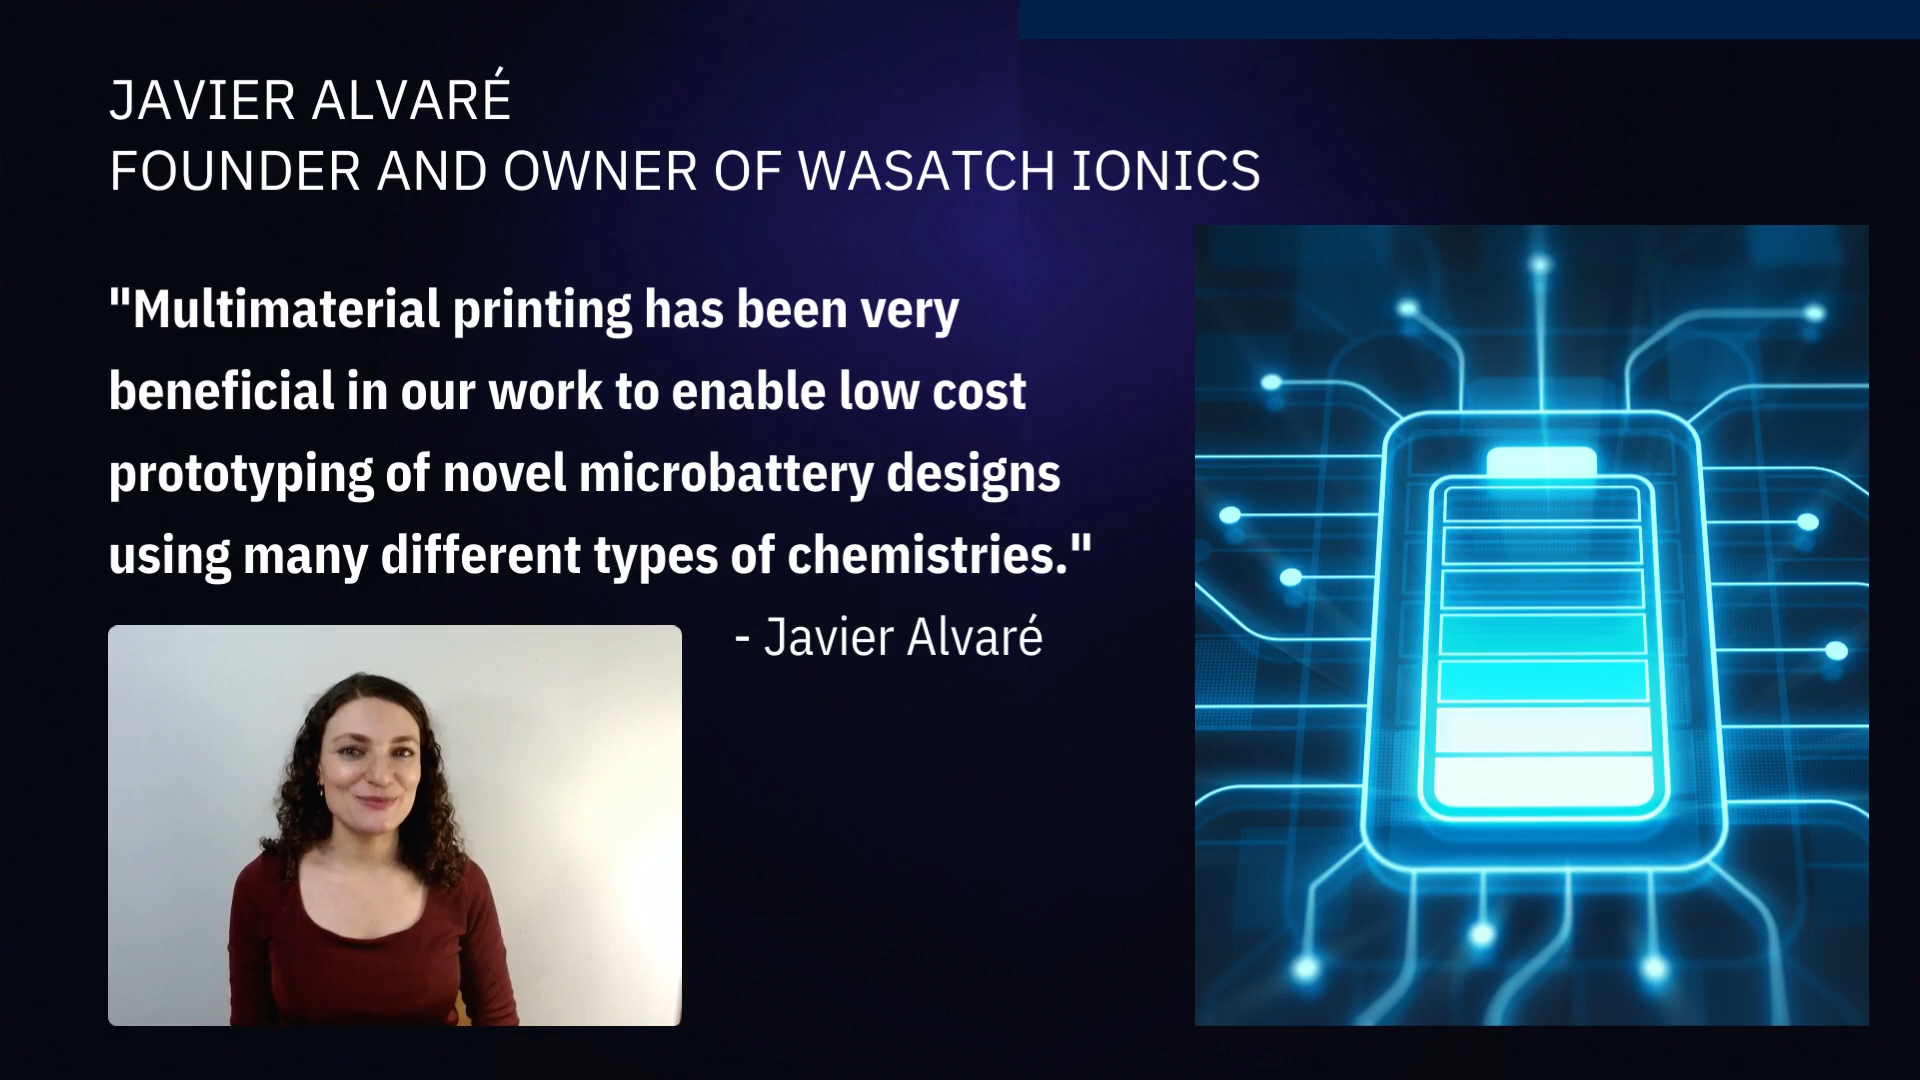 JAVIER ALVARÉ
FOUNDER AND OWNER OF WASATCH IONICS
"Multimaterial printing has been very
beneficial in our work to enable low cost
prototyping of novel microbattery designs
using many different types of chemistries."
- Javier Alvaré